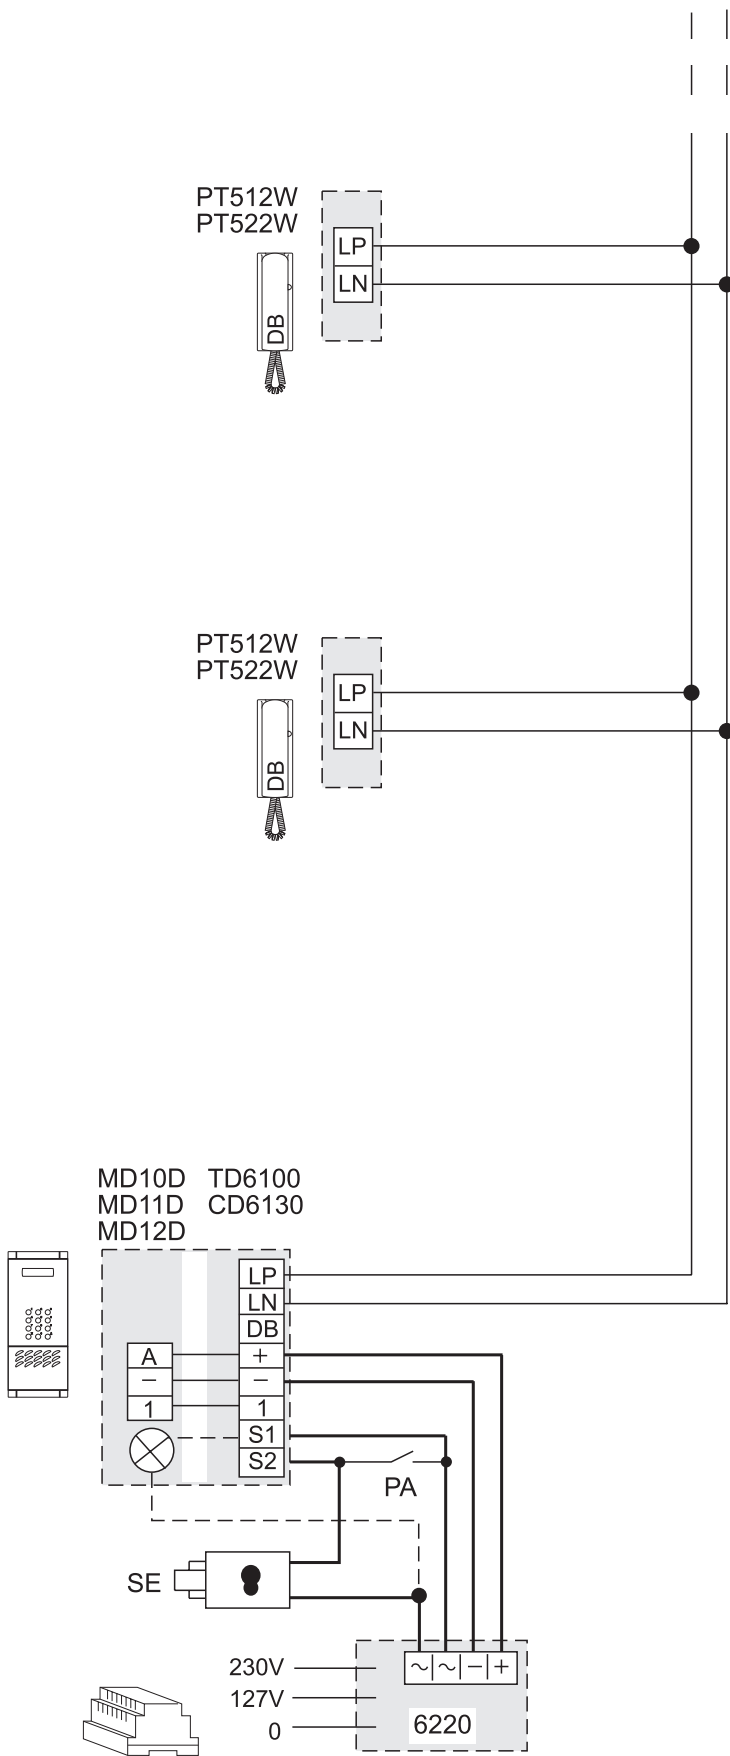 PT512W
PT522W
LP
LN
DB
PT512W
PT522W
LP
LN
DB
MD10D TD6100
MD11D CD6130
MD12D
LP
LN
DB
A +
− −
1 1
S1
S2
PA
SE
230V
127V
0
~ ~ − +
6220